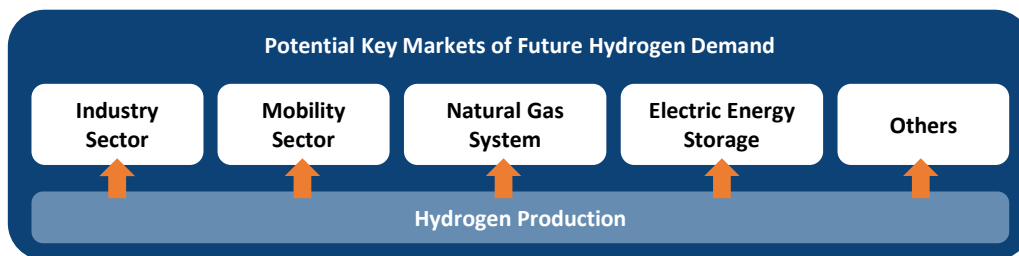 Potential Key Markets of Future Hydrogen Demand
Industry
Sector
Mobility
Sector
Natural Gas
System
Electric Energy
Storage
Others
Hydrogen Production